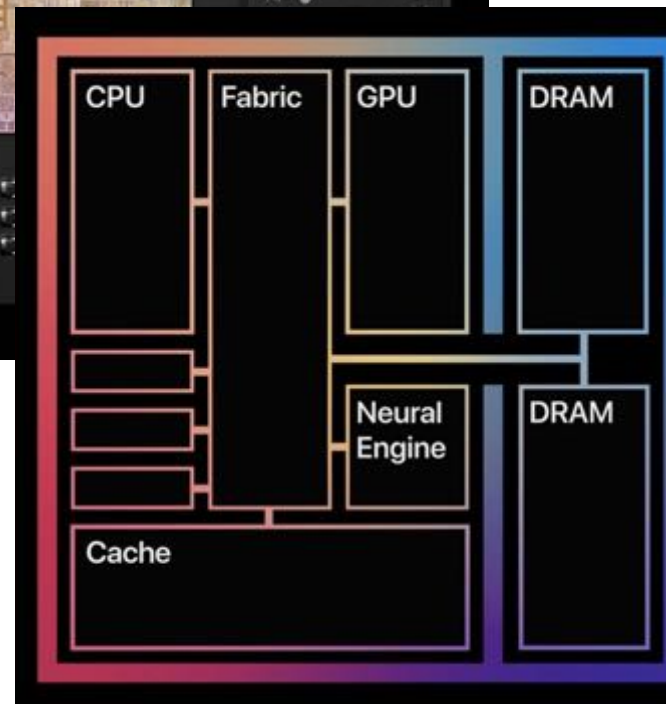 CPU
Fabric
GPU
DRAM
Neural
Engine
DRAM
Cache